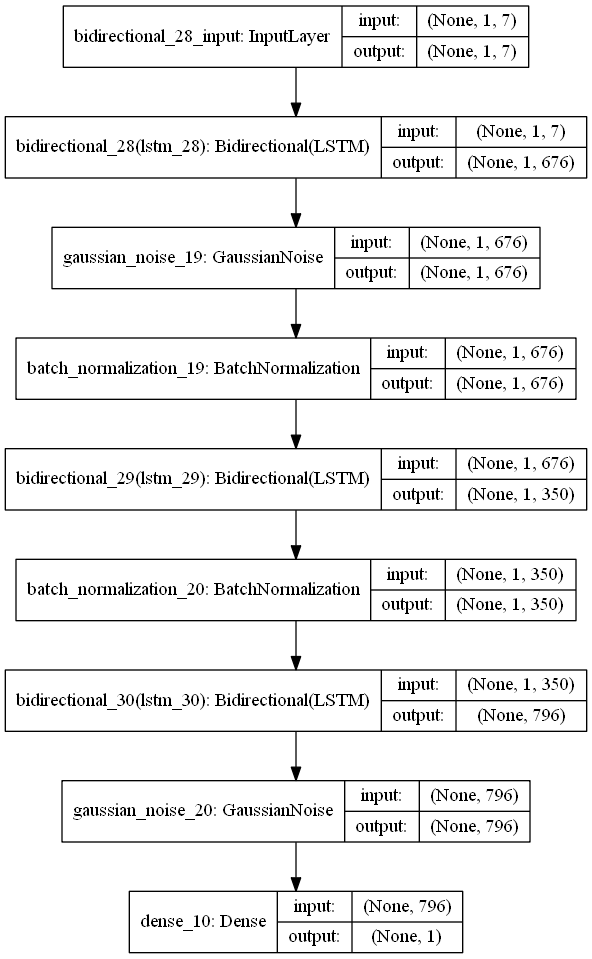 bidirectional_28_input: InputLayer
input: (None, 1, 7)
output: (None, 1, 7)
bidirectional_28(lstm_28): Bidirectional(LSTM)
input: (None, 1, 7)
output: (None, 1, 676)
gaussian_noise_19: GaussianNoise
input: (None, 1, 676)
output: (None, 1, 676)
batch_normalization_19: BatchNormalization
input: (None, 1, 676)
output: (None, 1, 676)
bidirectional_29(lstm_29): Bidirectional(LSTM)
input: (None, 1, 676)
output: (None, 1, 350)
batch_normalization_20: BatchNormalization
input: (None, 1, 350)
output: (None, 1, 350)
bidirectional_30(lstm_30): Bidirectional(LSTM)
input: (None, 1, 350)
output: (None, 796)
gaussian_noise_20: GaussianNoise
input: (None, 796)
output: (None, 796)
dense_10: Dense
input: (None, 796)
output: (None, 1)